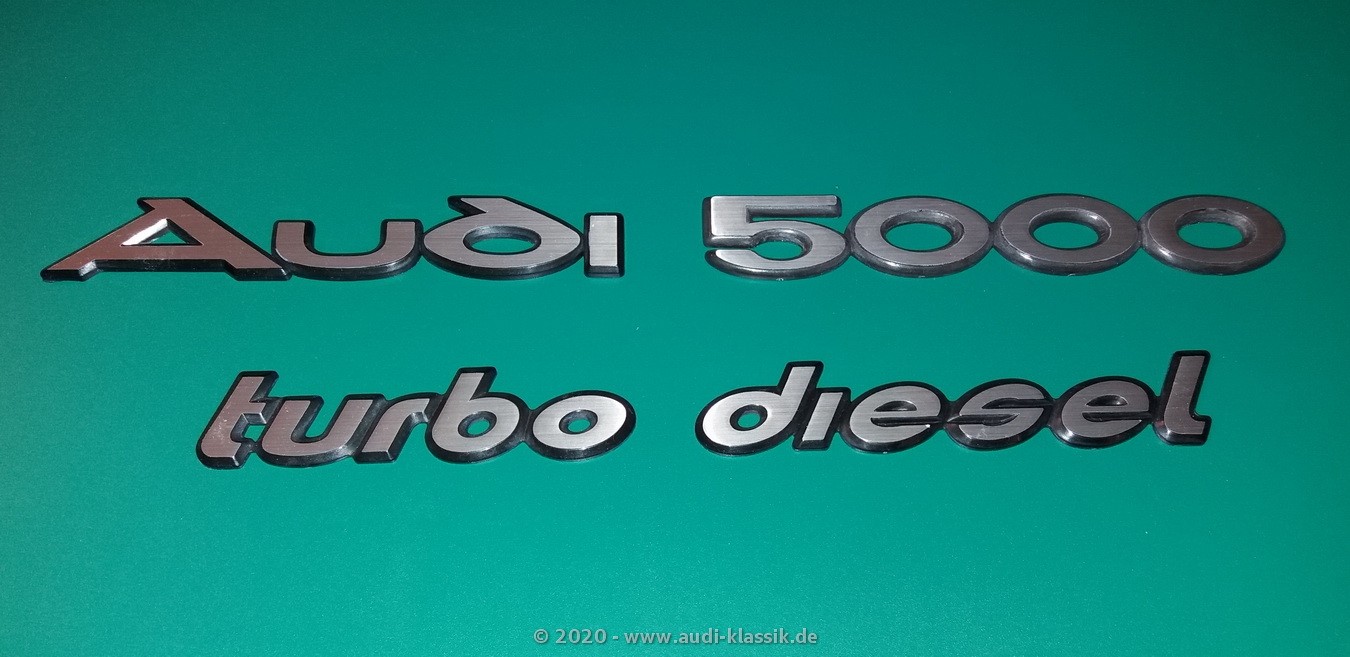 Audi 5000
turbo diesel
© 2020 - www.audi-klassik.de